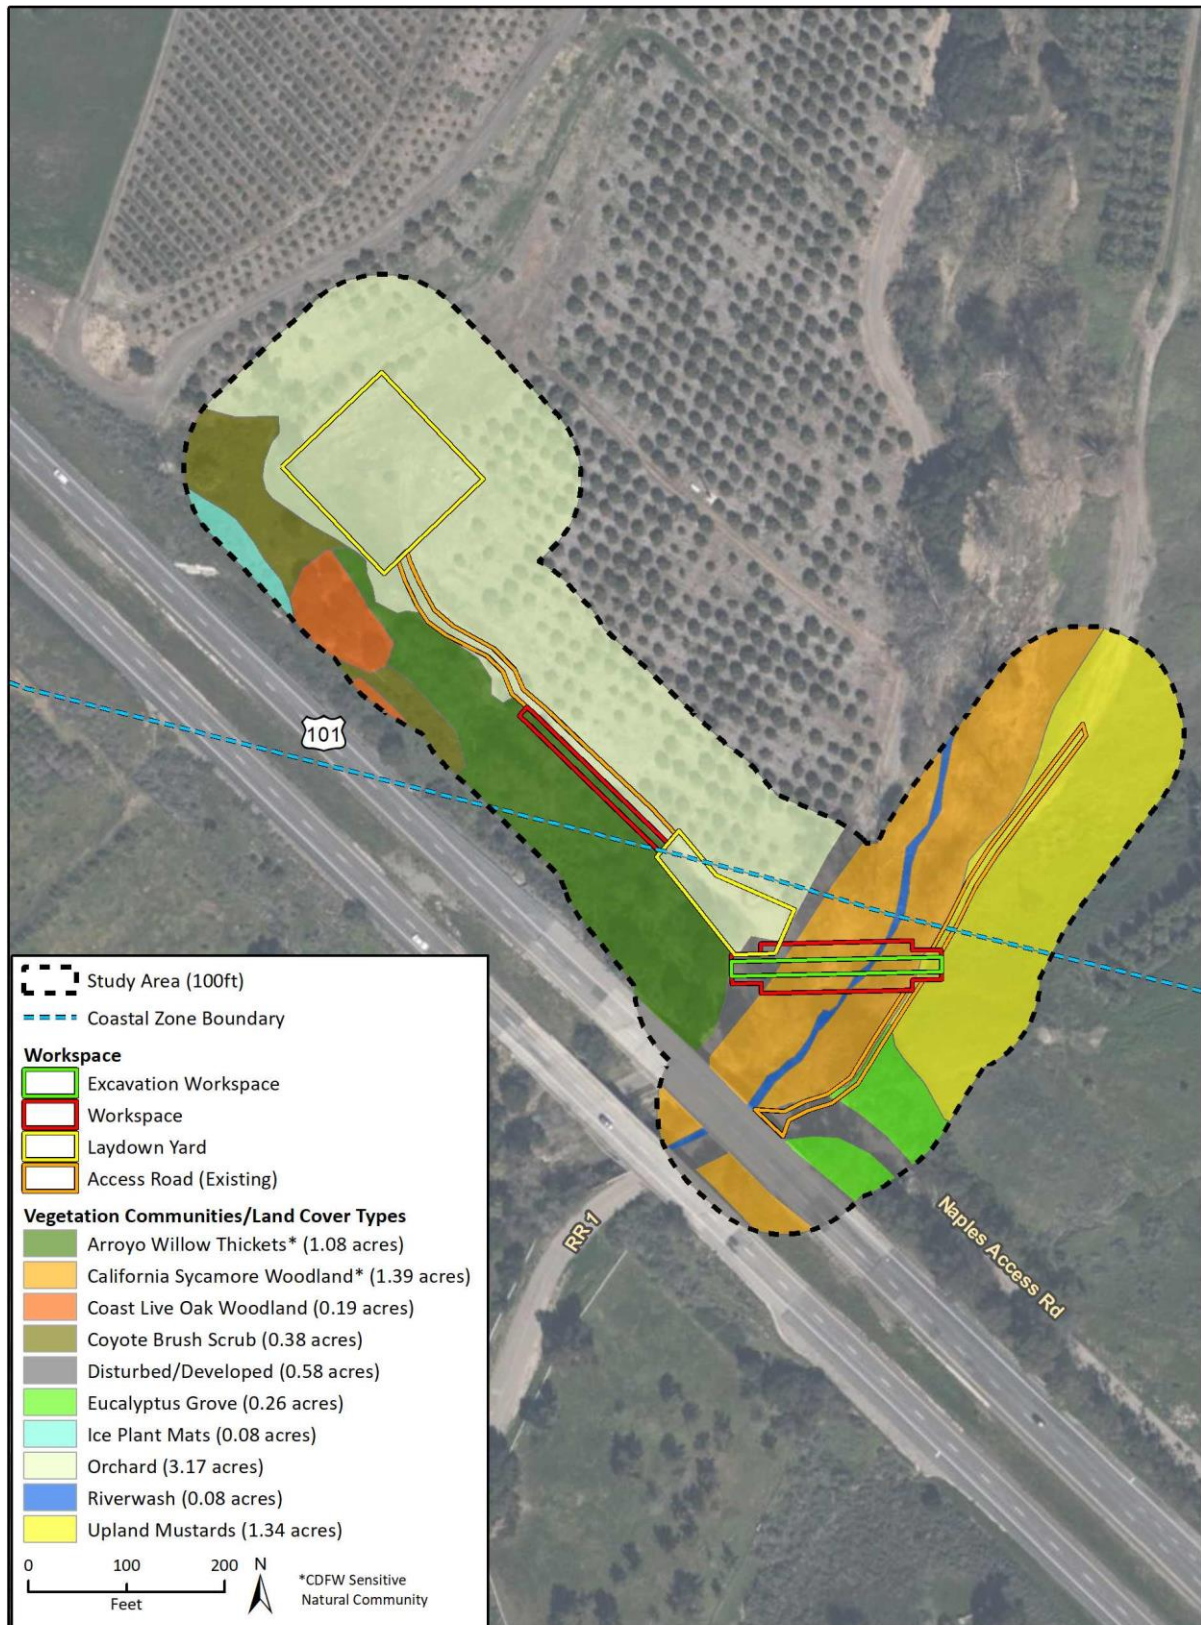 101
RR 1
Naples Access Rd
Study Area (100ft)
Coastal Zone Boundary
Workspace
Excavation Workspace
Workspace
Laydown Yard
Access Road (Existing)
Vegetation Communities/Land Cover Types
Arroyo Willow Thickets* (1.08 acres)
California Sycamore Woodland* (1.39 acres)
Coast Live Oak Woodland (0.19 acres)
Coyote Brush Scrub (0.38 acres)
Disturbed/Developed (0.58 acres)
Eucalyptus Grove (0.26 acres)
Ice Plant Mats (0.08 acres)
Orchard (3.17 acres)
Riverwash (0.08 acres)
Upland Mustards (1.34 acres)
0 100 200
Feet
N
*CDFW Sensitive
Natural Community